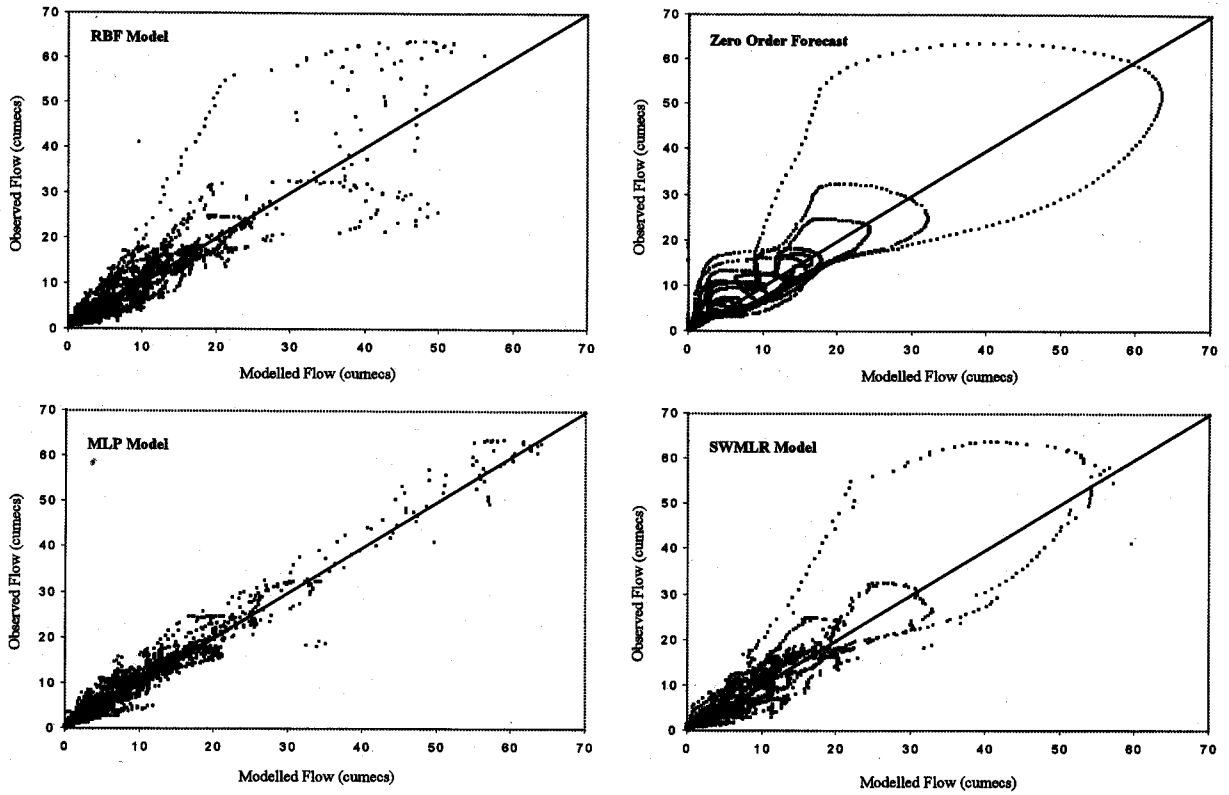 RBF Model
70
60
50
40
30
20
10
0
Observed Flow (cumecs)
0 10 20 30 40 50 60 70
Modelled Flow (cumecs)
Zero Order Forecast
70
60
50
40
30
20
10
0
Observed Flow (cumecs)
0 10 20 30 40 50 60 70
Modelled Flow (cumecs)
MLP Model
70
60
50
40
30
20
10
0
Observed Flow (cumecs)
0 10 20 30 40 50 60 70
Modelled Flow (cumecs)
SWMLR Model
70
60
50
40
30
20
1.0
0
Observed Flow (cumecs)
0 10 20 30 40 50 60 70
Modelled Flow (cumecs)